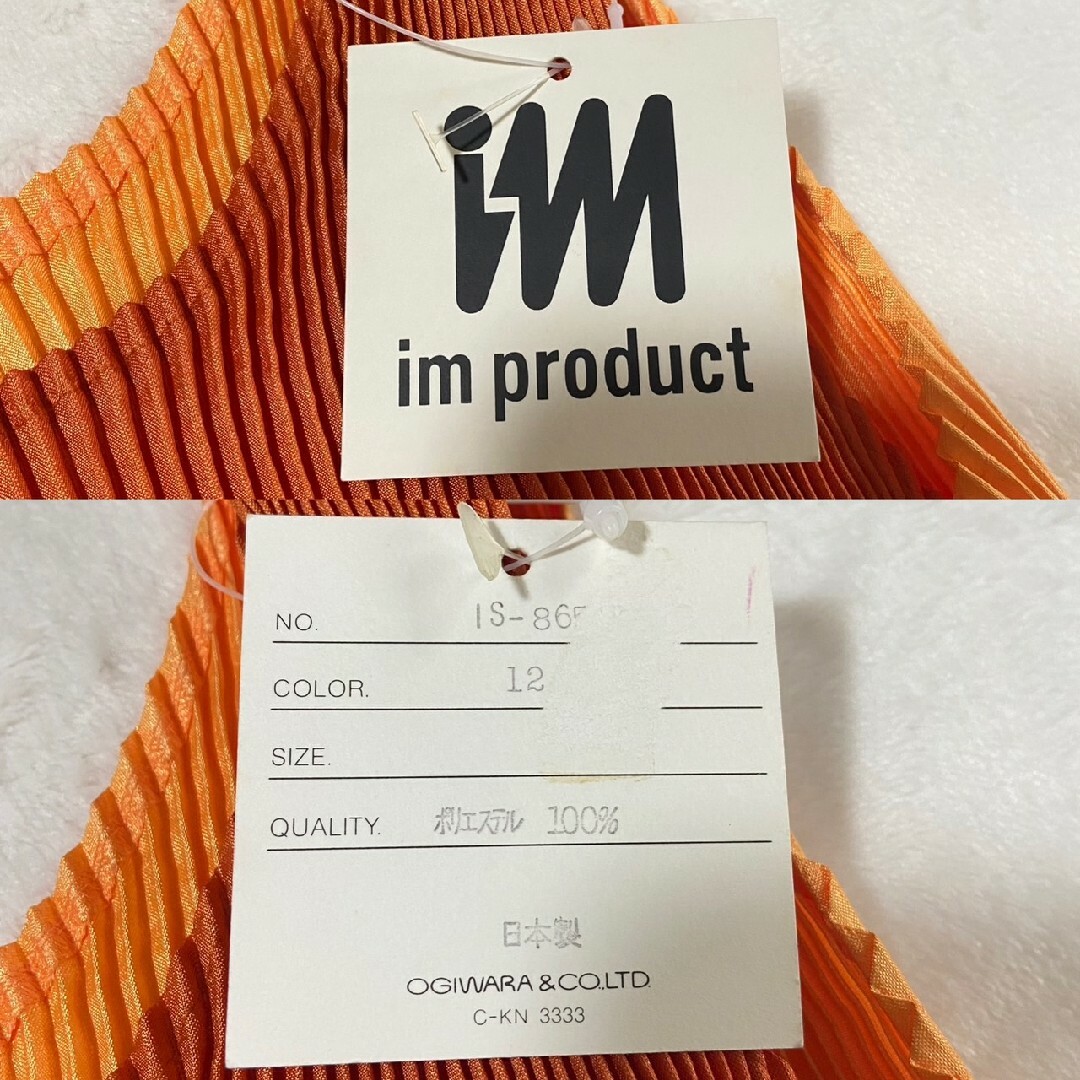 im
im product
NO. IS-865
COLOR. 12
SIZE.
QUALITY. ポリエステル 100%
日本製
OGIWARA & CO.,LTD.
C-KN 3333